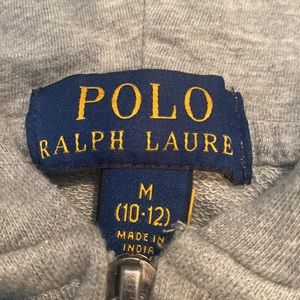 POLO
RALPH LAURE
M
(10-12)
MADE IN
INDIA